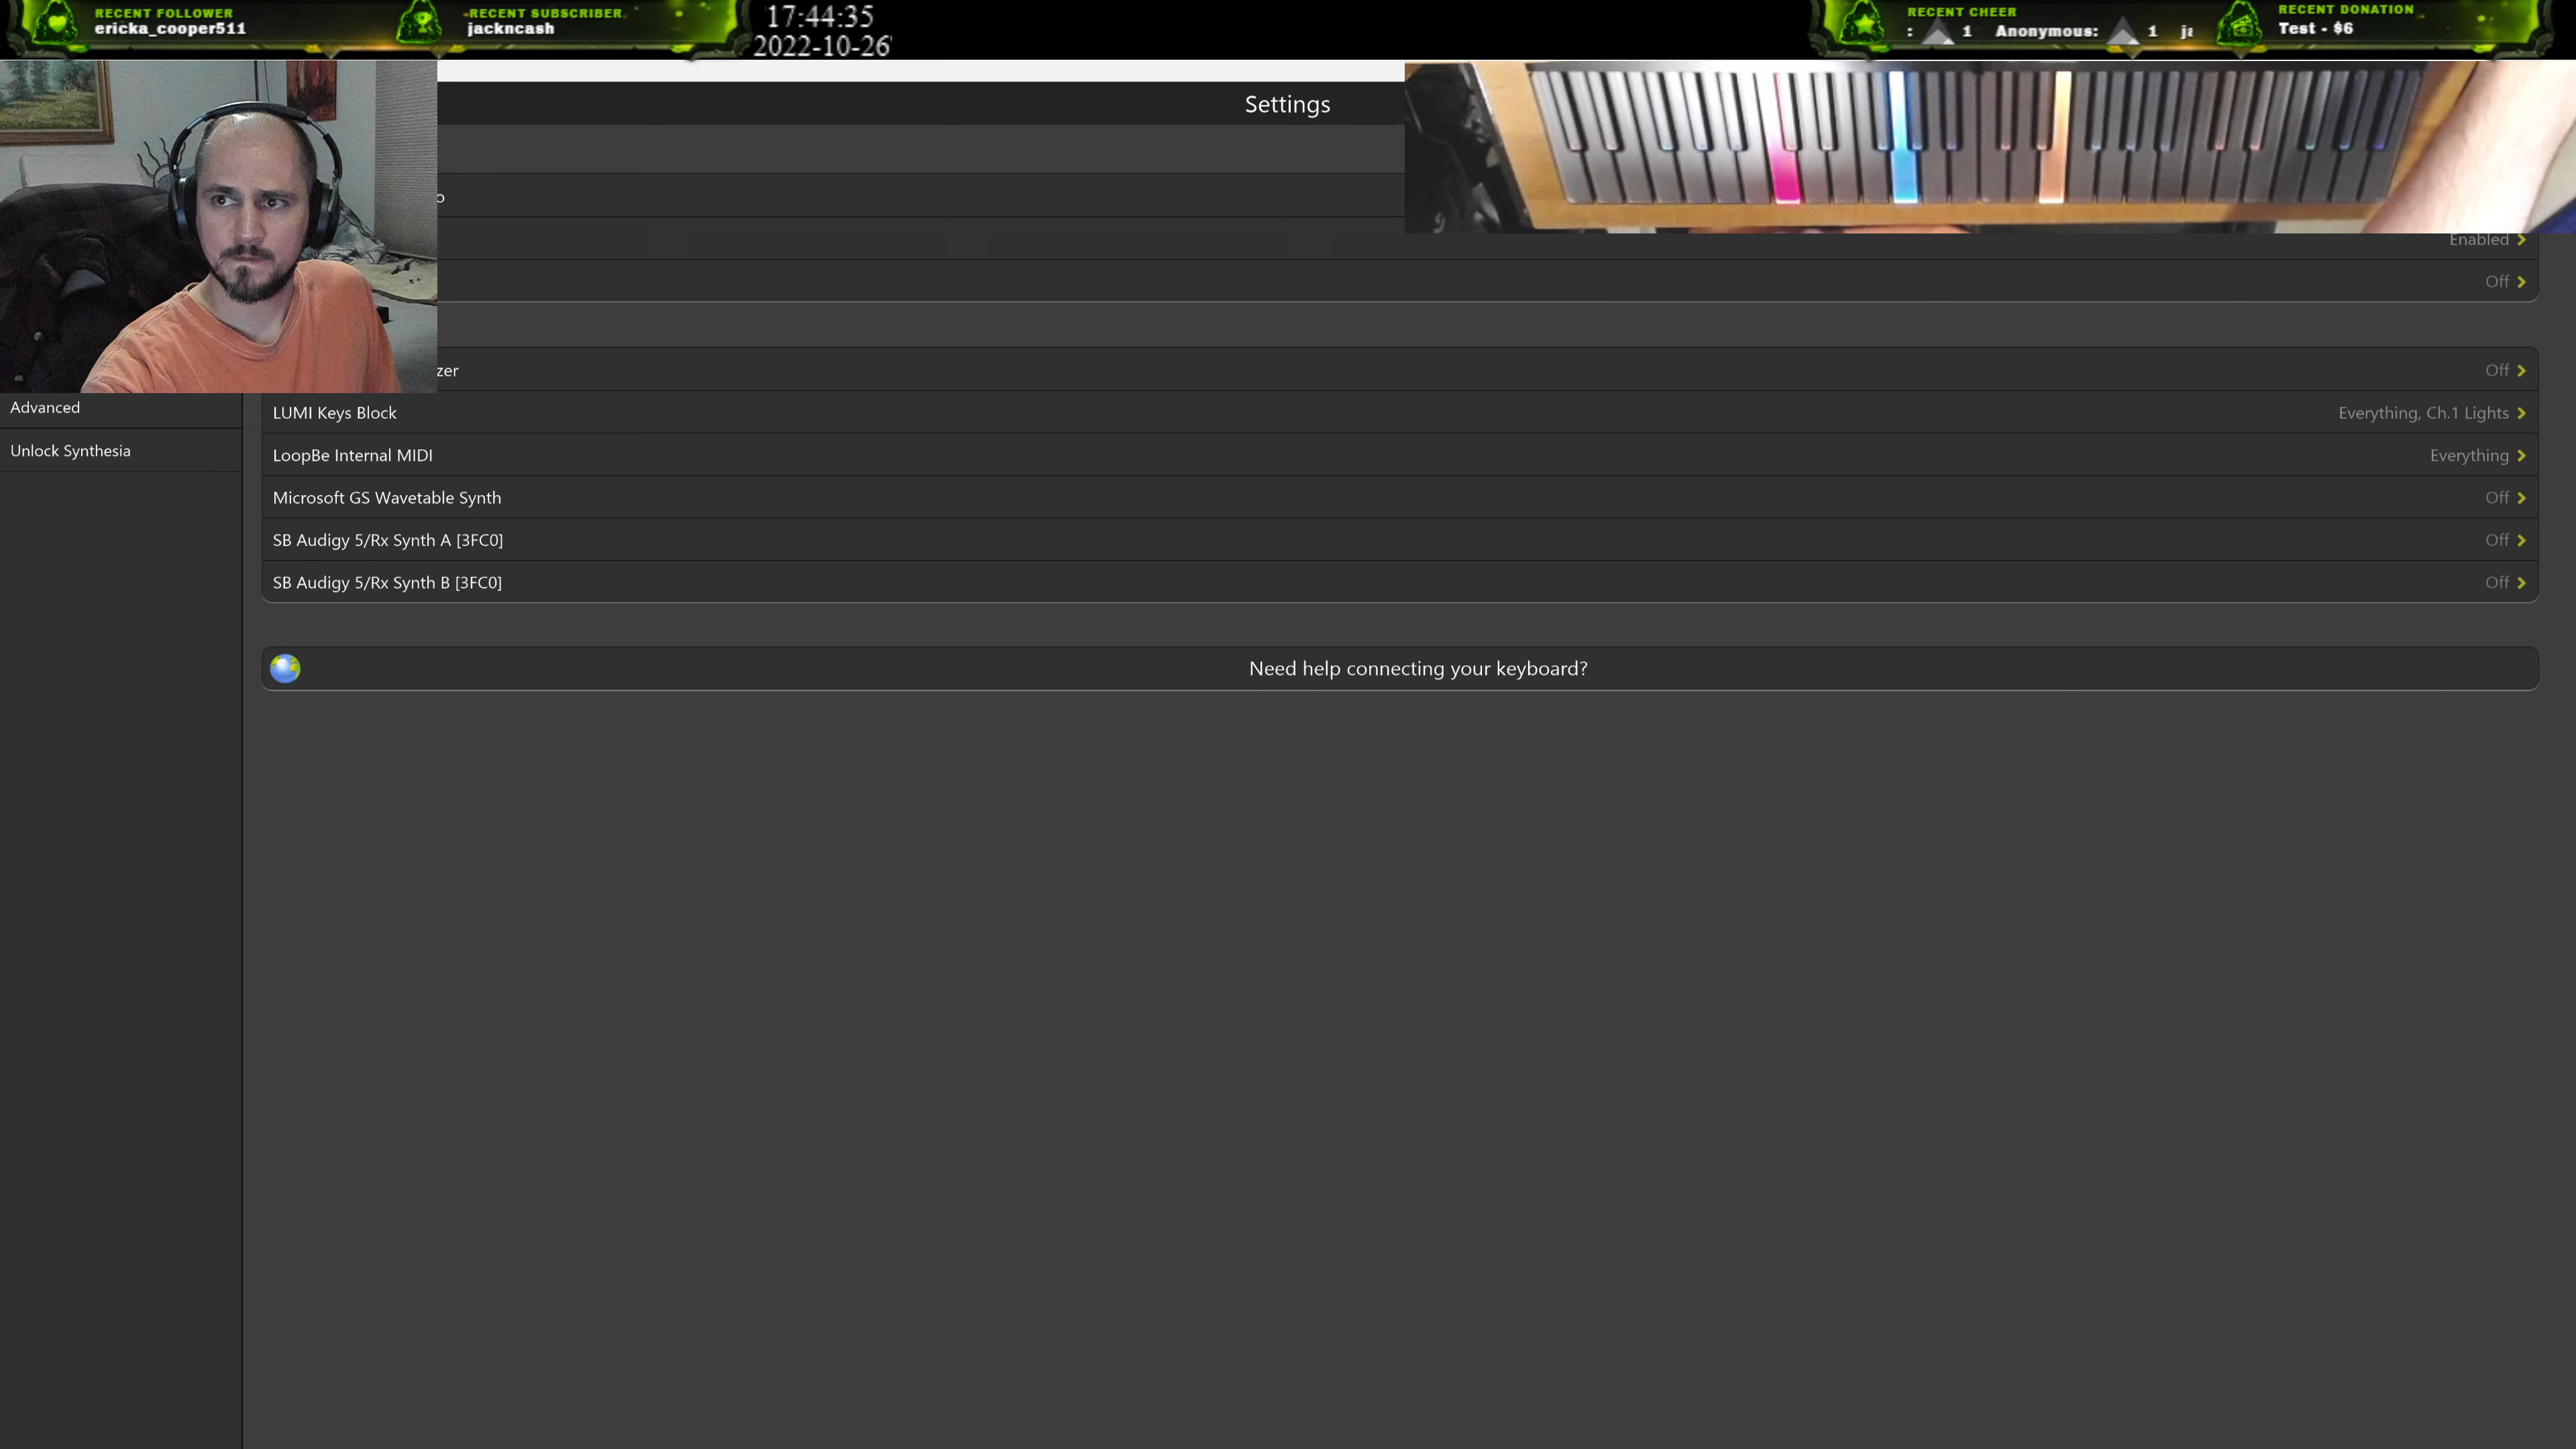 RECENT FOLLOWER
ericka_cooper511
RECENT SUBSCRIBER
jackncash
17:44:35
2022-10-26
RECENT CHEER
: 1 Anonymous: 1
RECENT DONATION
Test - $6
Settings
Enabled
Off
zer
Off
Advanced
LUMI Keys Block
Everything, Ch.1 Lights
Unlock Synthesia
LoopBe Internal MIDI
Everything
Microsoft GS Wavetable Synth
Off
SB Audigy 5/Rx Synth A [3FC0]
Off
SB Audigy 5/Rx Synth B [3FC0]
Off
Need help connecting your keyboard?